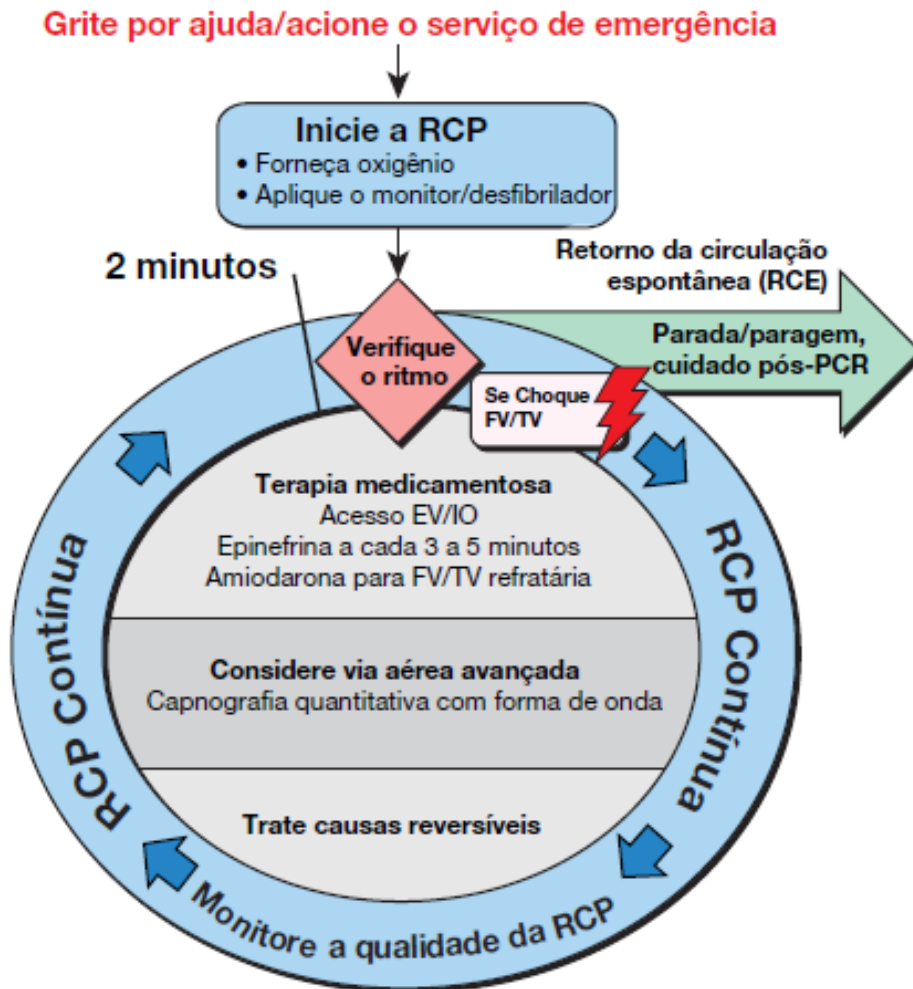 Grite por ajuda/acione o serviço de emergência
Inicie a RCP
• Forneça oxigênio
• Aplique o monitor/desfibrilador
2 minutos
Retorno da circulação
espontânea (RCE)
Verifique
o ritmo
Parada/paragem,
cuidado pós-PCR
Se Choque
FV/TV
Terapia medicamentosa
Acesso EV/IO
Epinefrina a cada 3 a 5 minutos
Amiodarona para FV/TV refratária
Considere via aérea avançada
Capnografia quantitativa com forma de onda
Trate causas reversíveis
RCP Contínua
RCP Contínua
Monitore a qualidade da RCP